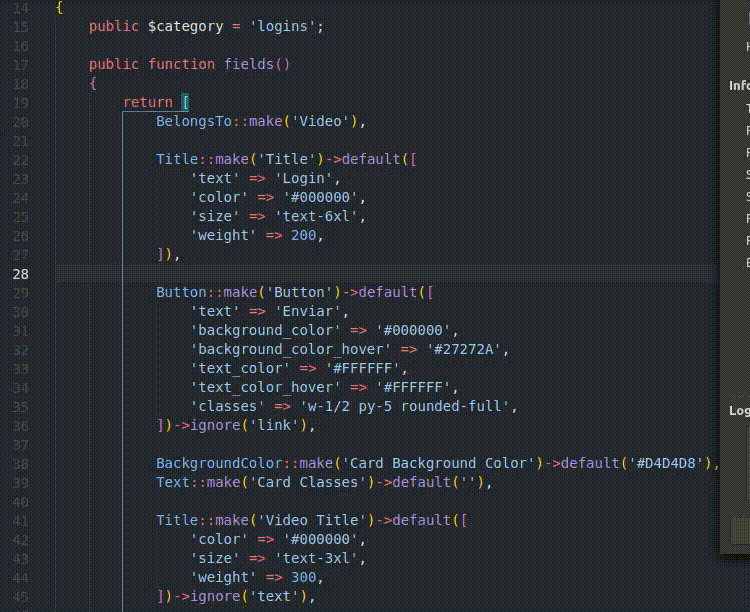 14 {
15 public $category = 'logins';
16
17 public function fields()
18 {
19 return [
20 BelongsTo::make('Video'),
21
22 Title::make('Title')->default([
23 'text' => 'Login',
24 'color' => '#000000',
25 'size' => 'text-6xl',
26 'weight' => 200,
27 ]),
28
29 Button::make('Button')->default([
30 'text' => 'Enviar',
31 'background_color' => '#000000',
32 'background_color_hover' => '#27272A',
33 'text_color' => '#FFFFFF',
34 'text_color_hover' => '#FFFFFF',
35 'classes' => 'w-1/2 py-5 rounded-full',
36 ])->ignore('link'),
37
38 BackgroundColor::make('Card Background Color')->default('#D4D4D8'),
39 Text::make('Card Classes')->default(''),
40
41 Title::make('Video Title')->default([
42 'color' => '#000000',
43 'size' => 'text-3xl',
44 'weight' => 300,
45 ])->ignore('text'),